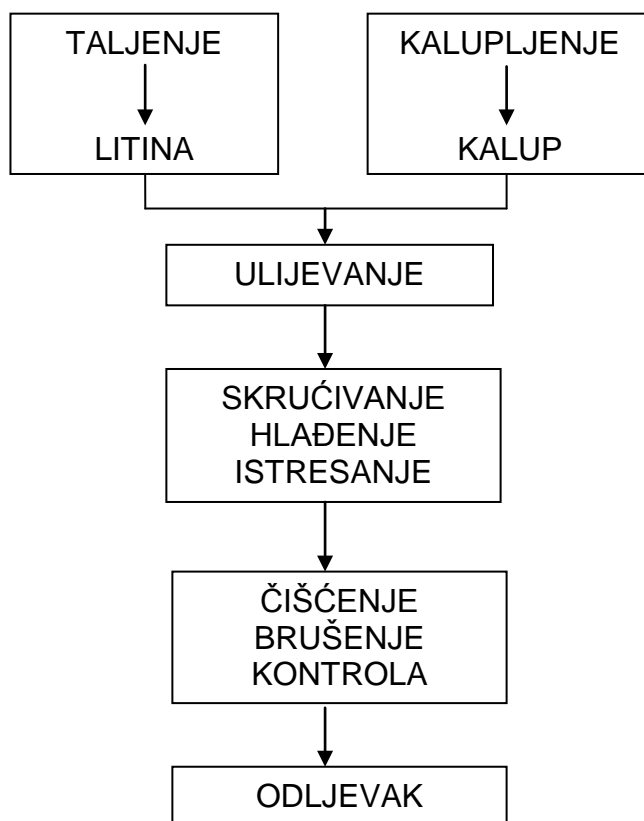 TALJENJE
LITINA
KALUPLJENJE
KALUP
ULIJEVANJE
SKRUĆIVANJE
HLAĐENJE
ISTRESANJE
ČIŠĆENJE
BRUŠENJE
KONTROLA
ODLJEVAK